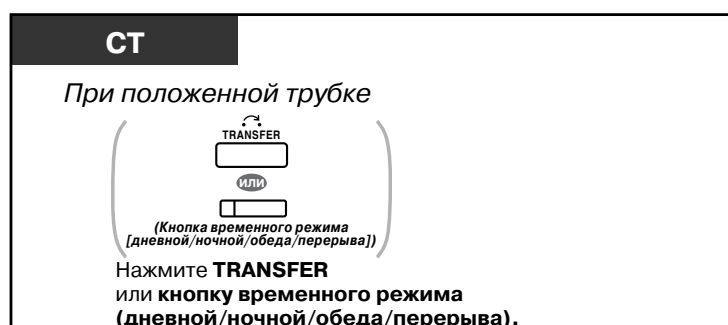 СТ
При положенной трубке
TRANSFER
или
(Кнопка временного режима
[дневной/ночной/обеда/перерыва])
Нажмите TRANSFER
или кнопку временного режима
(дневной/ночной/обеда/перерыва).